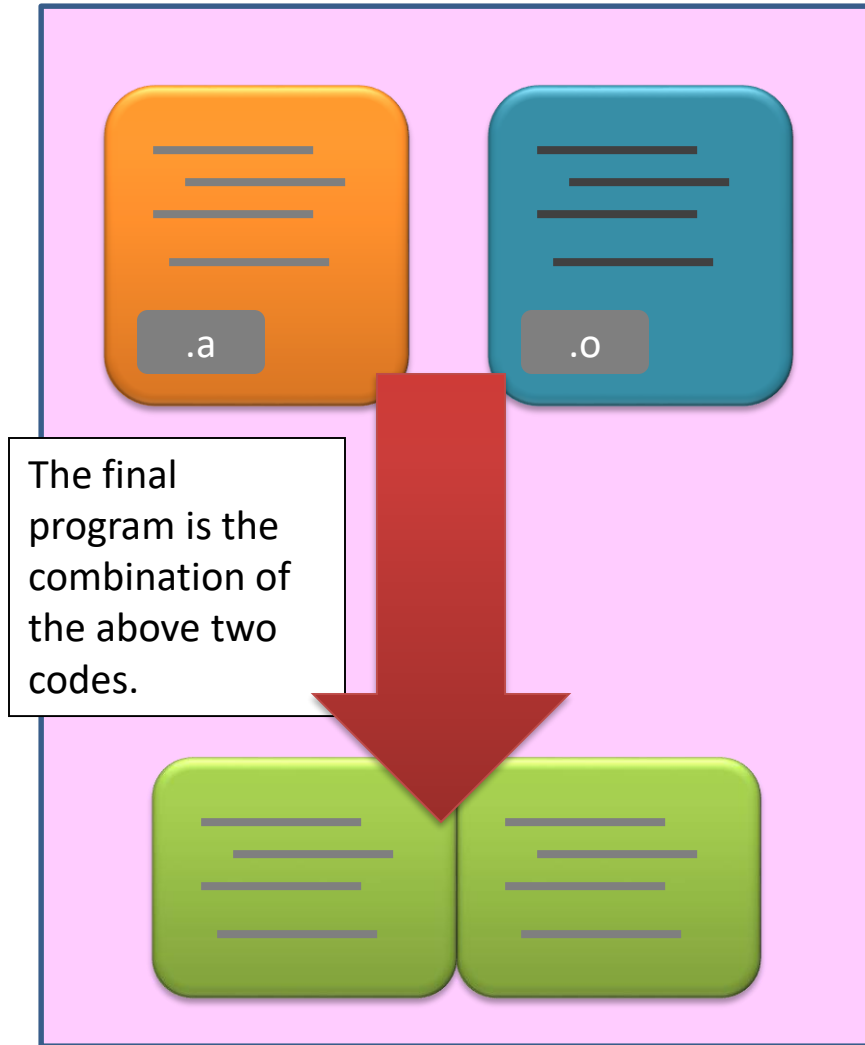 .a
.o
The final
program is the
combination of
the above two
codes.